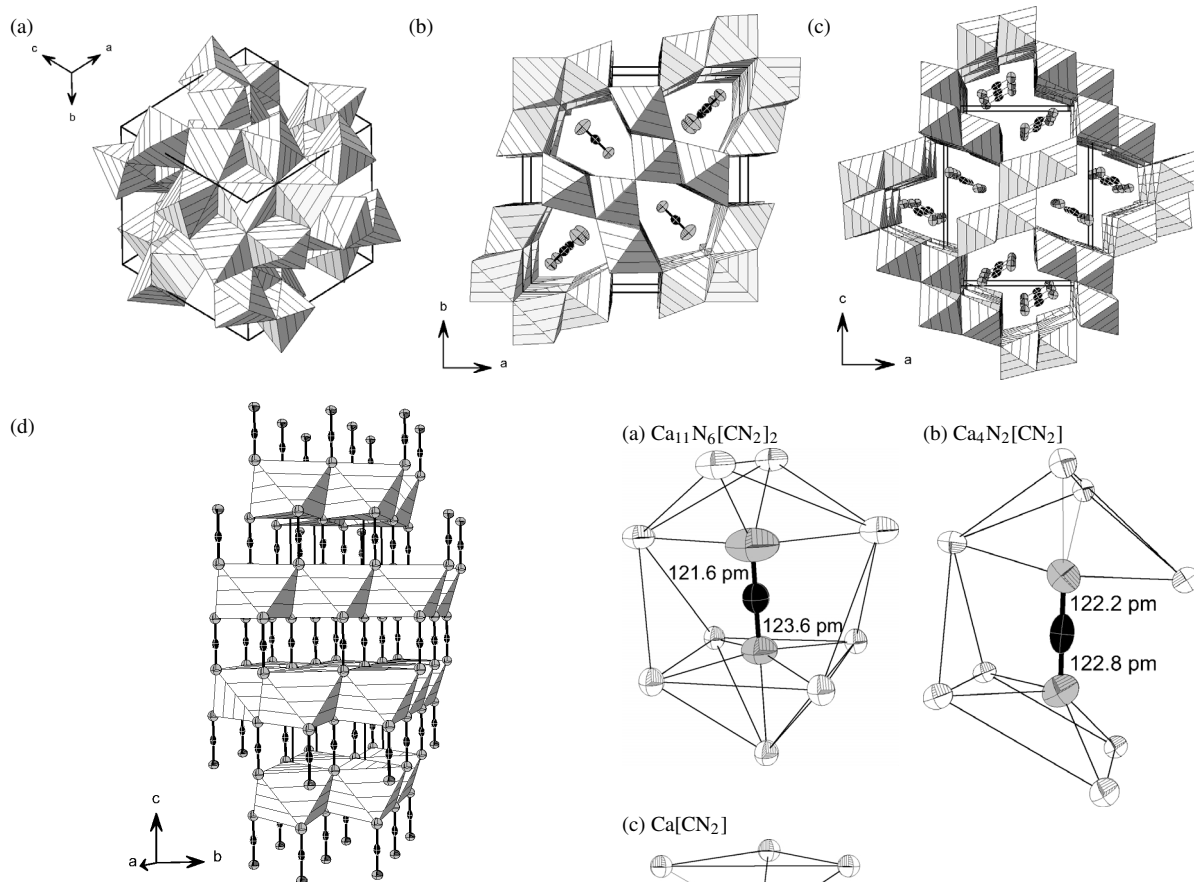 (a)
c
a
b
(b)
b
a
(c)
c
a
(d)
c
a
b
(a) Ca₁₁N₆[CN₂]₂
121.6 pm
123.6 pm
(b) Ca₄N₂[CN₂]
122.2 pm
122.8 pm
(c) Ca[CN₂]